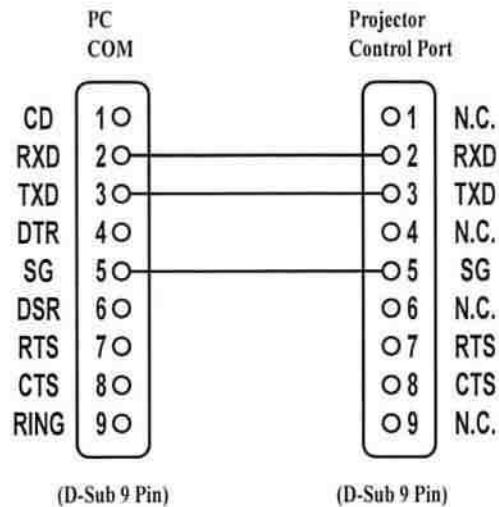 PC Projector
COM Control Port
CD 1 1 N.C.
RXD 2 2 RXD
TXD 3 3 TXD
DTR 4 4 N.C.
SG 5 5 SG
DSR 6 6 N.C.
RTS 7 7 RTS
CTS 8 8 CTS
RING 9 9 N.C.
(D-Sub 9 Pin) (D-Sub 9 Pin)